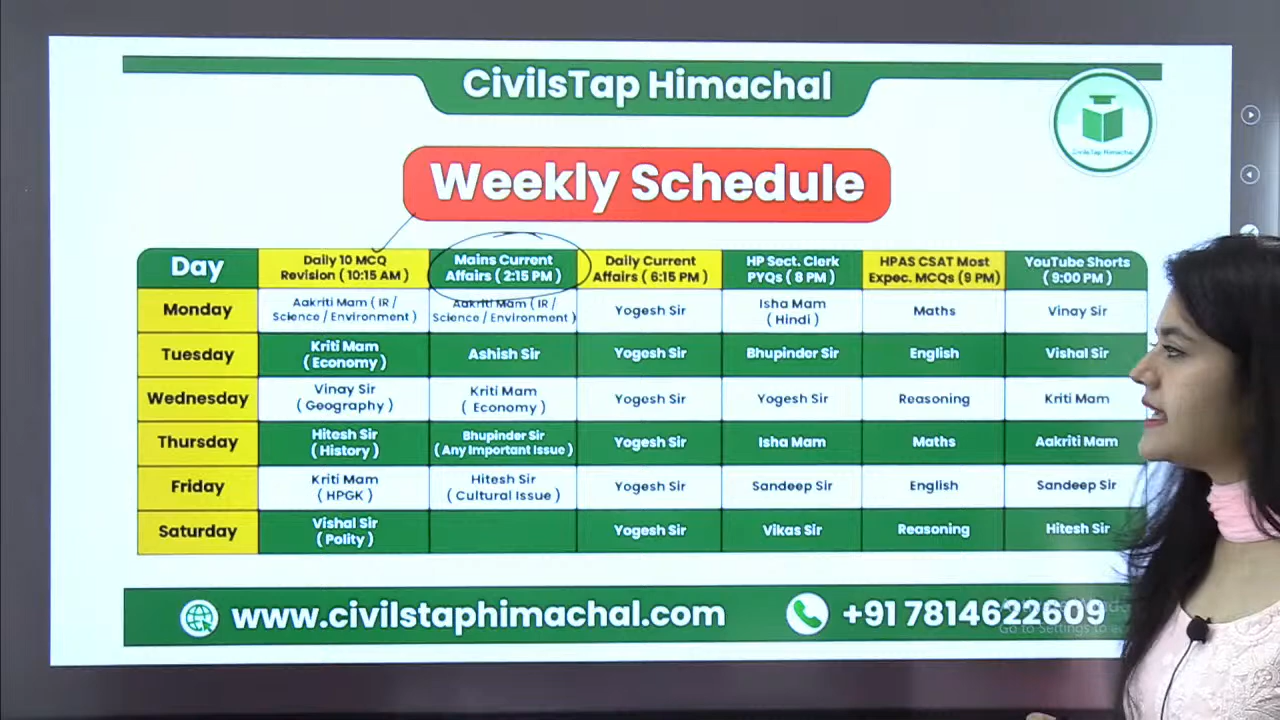 CivilsTap Himachal
CivilsTap Himachal
Weekly Schedule
Day
Daily 10 MCQ
Revision ( 10:15 AM )
Mains Current
Affairs ( 2:15 PM )
Daily Current
Affairs ( 6:15 PM )
HP Sect. Clerk
PYQs ( 8 PM )
HPAS CSAT Most
Expec. MCQs (9 PM)
YouTube Shorts
( 9:00 PM )
Monday
Aakriti Mam ( IR /
Science / Environment )
Aakriti Mam ( IR /
Science / Environment )
Yogesh Sir
Isha Mam
( Hindi )
Maths
Vinay Sir
Tuesday
Kriti Mam
(Economy)
Ashish Sir
Yogesh Sir
Bhupinder Sir
English
Vishal Sir
Wednesday
Vinay Sir
( Geography )
Kriti Mam
( Economy )
Yogesh Sir
Yogesh Sir
Reasoning
Kriti Mam
Thursday
Hitesh Sir
(History)
Bhupinder Sir
( Any Important Issue )
Yogesh Sir
Isha Mam
Maths
Aakriti Mam
Friday
Kriti Mam
( HPGK )
Hitesh Sir
( Cultural Issue )
Yogesh Sir
Sandeep Sir
English
Sandeep Sir
Saturday
Vishal Sir
(Polity)
Yogesh Sir
Vikas Sir
Reasoning
Hitesh Sir
www.civilstaphimachal.com
+91 7814622609
Go to Settings to